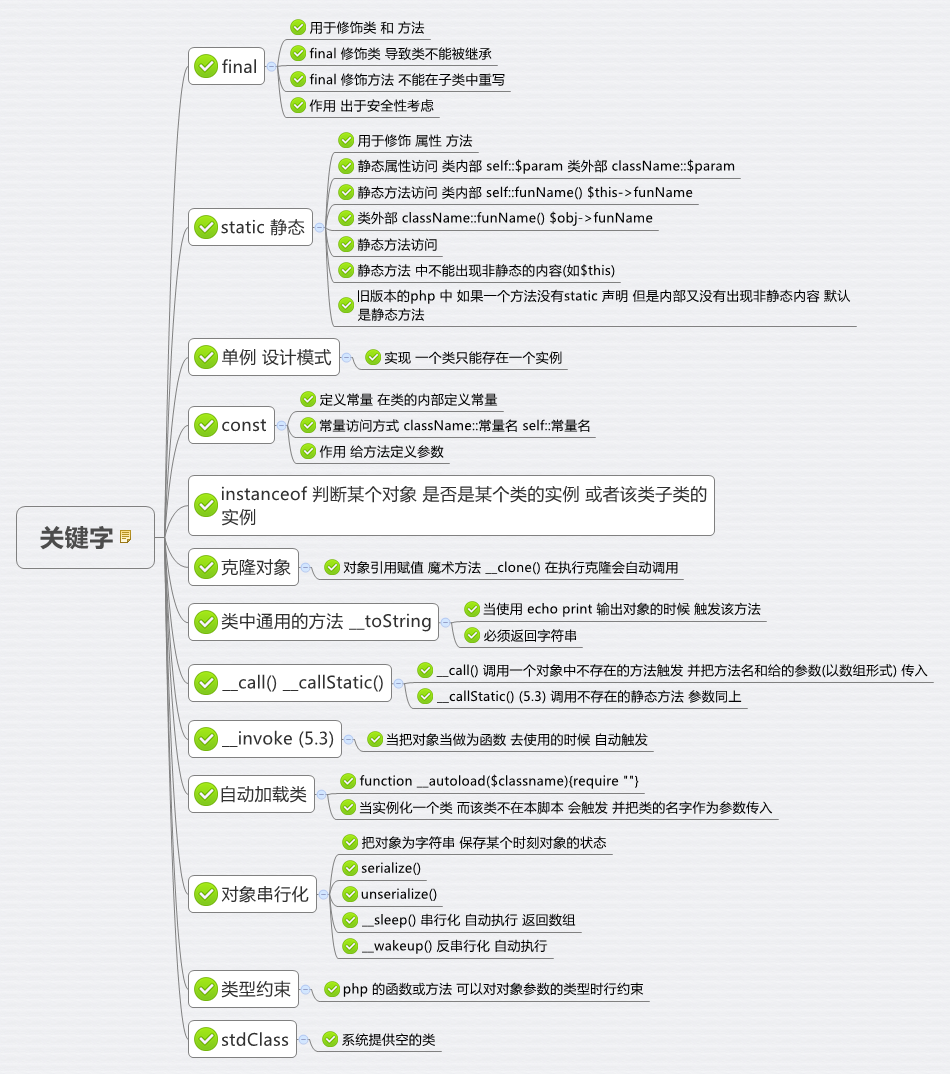 关键字
final
用于修饰类 和 方法
final 修饰类 导致类不能被继承
final 修饰方法 不能在子类中重写
作用 出于安全性考虑
static 静态
用于修饰 属性 方法
静态属性访问 类内部 self::$param 类外部 className::$param
静态方法访问 类内部 self::funName() $this->funName
类外部 className::funName() $obj->funName
静态方法访问
静态方法 中不能出现非静态的内容(如$this)
旧版本的php 中 如果一个方法没有static 声明 但是内部又没有出现非静态内容 默认
是静态方法
单例 设计模式
实现 一个类只能存在一个实例
const
定义常量 在类的内部定义常量
常量访问方式 className::常量名 self::常量名
作用 给方法定义参数
instanceof 判断某个对象 是否是某个类的实例 或者该类子类的
实例
克隆对象
对象引用赋值 魔术方法 __clone() 在执行克隆会自动调用
类中通用的方法 __toString
当使用 echo print 输出对象的时候 触发该方法
必须返回字符串
__call() __callStatic()
__call() 调用一个对象中不存在的方法触发 并把方法名和给的参数(以数组形式) 传入
__callStatic() (5.3) 调用不存在的静态方法 参数同上
__invoke (5.3)
当把对象当做为函数 去使用的时候 自动触发
自动加载类
function __autoload($classname){require ""}
当实例化一个类 而该类不在本脚本 会触发 并把类的名字作为参数传入
对象串行化
把对象为字符串 保存某个时刻对象的状态
serialize()
unserialize()
__sleep() 串行化 自动执行 返回数组
__wakeup() 反串行化 自动执行
类型约束
php 的函数或方法 可以对对象参数的类型时行约束
stdClass
系统提供空的类